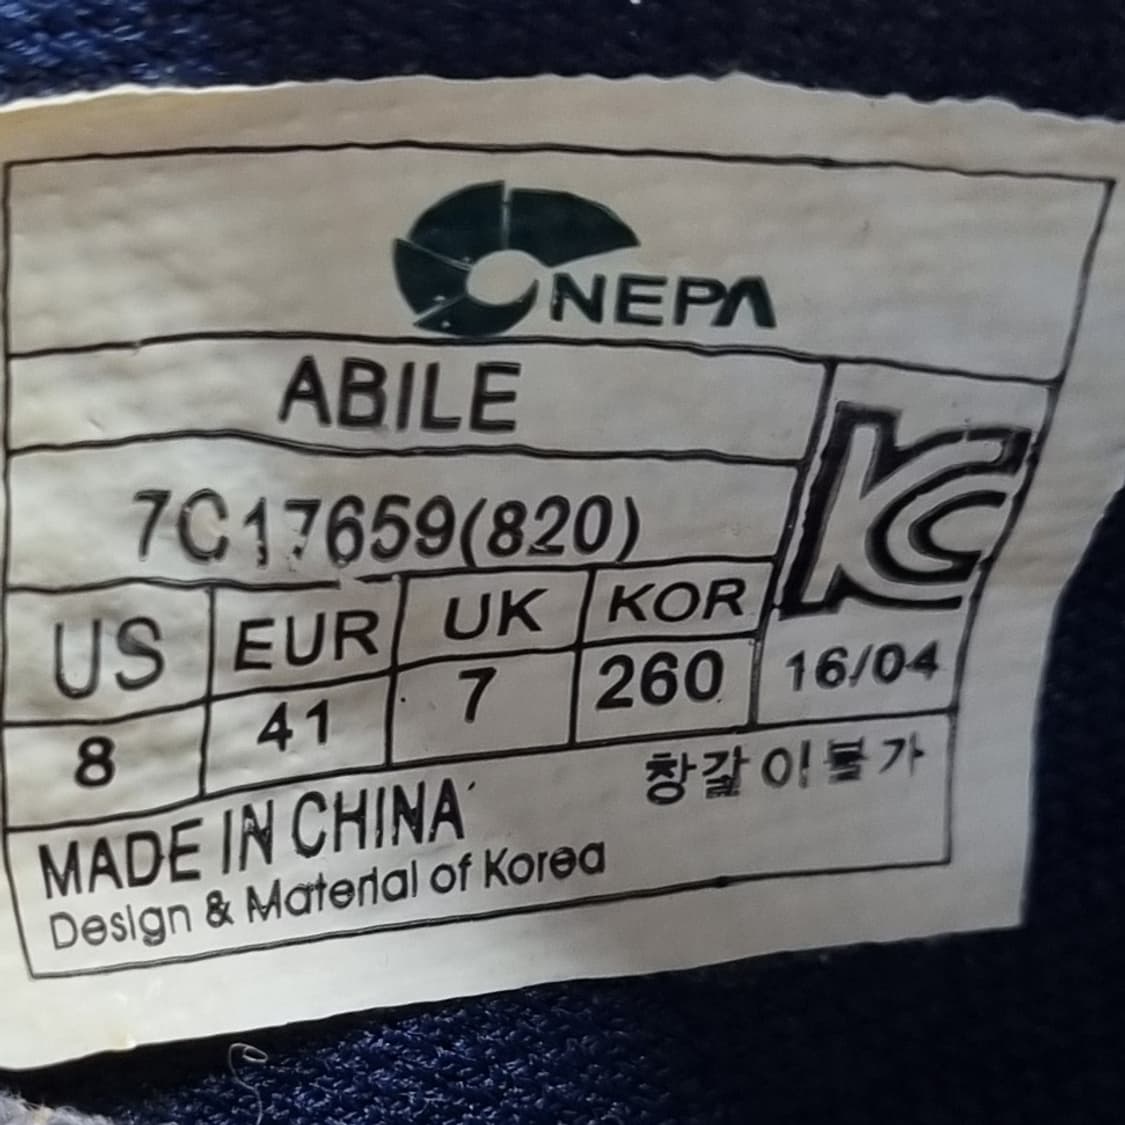 NEPA
ABILE
7C17659(820)
KC
US EUR UK KOR
8 41 7 260
16/04
창갈이불가
MADE IN CHINA
Design & Material of Korea